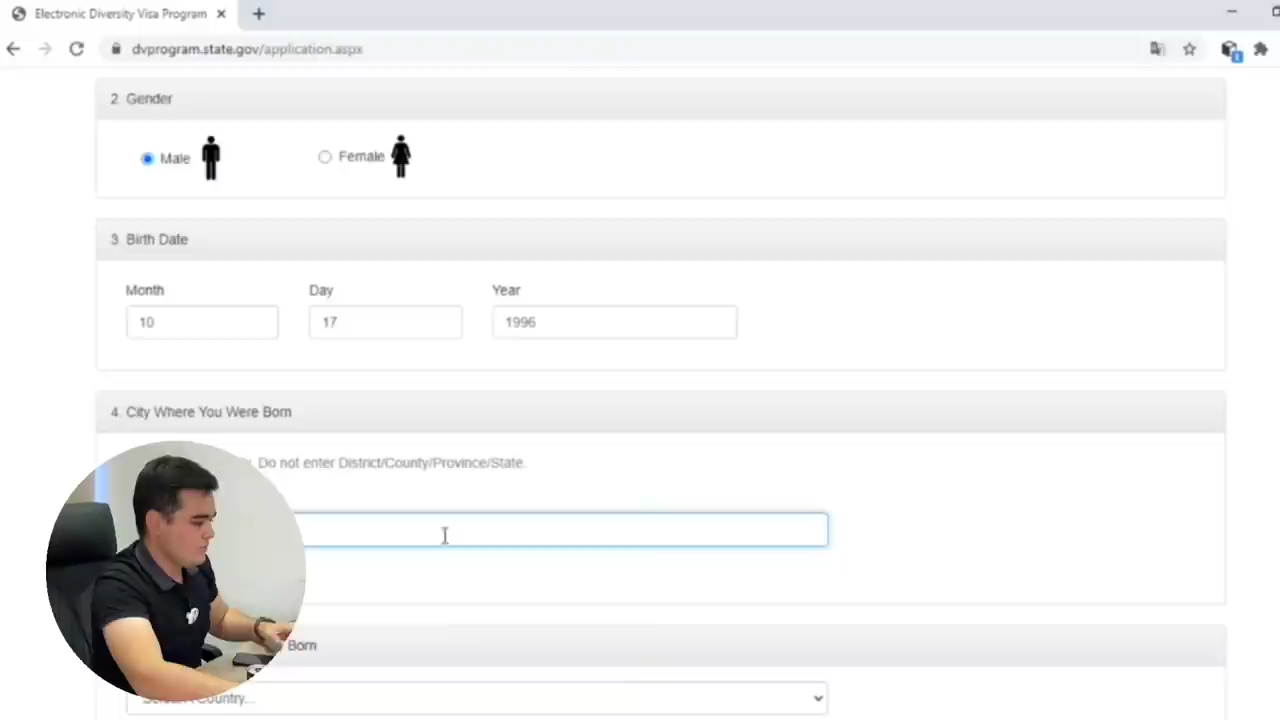 Electronic Diversity Visa Program
dvprogram.state.gov/application.aspx
2. Gender
Male
Female
3. Birth Date
Month
Day
Year
10
17
1996
4. City Where You Were Born
Do not enter District/County/Province/State.
Born
Country...